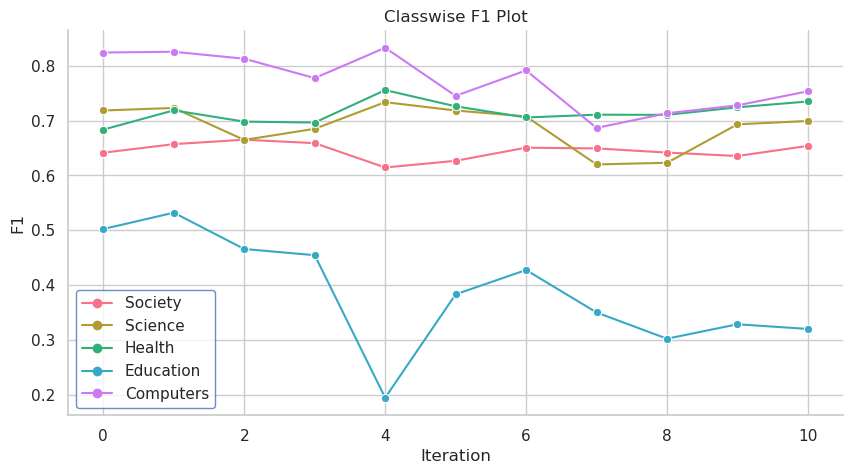 Classwise F1 Plot
F1
0.8
0.7
0.6
0.5
0.4
0.3
0.2
Society
Science
Health
Education
Computers
0 2 4 6 8 10
Iteration